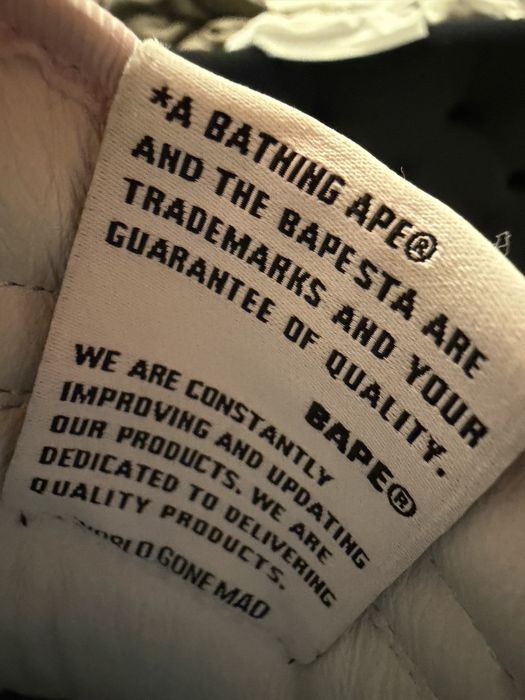 *A BATHING APE®
AND THE BAPESTA ARE
TRADEMARKS AND YOUR
GUARANTEE OF QUALITY.
BAPE®
WE ARE CONSTANTLY
IMPROVING AND UPDATING
OUR PRODUCTS. WE ARE
DEDICATED TO DELIVERING
QUALITY PRODUCTS.
WORLD GONE MAD